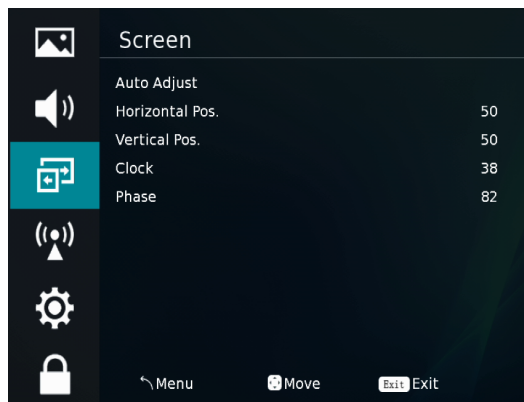 Screen
Auto Adjust
Horizontal Pos. 50
Vertical Pos. 50
Clock 38
Phase 82
Menu Move Exit Exit